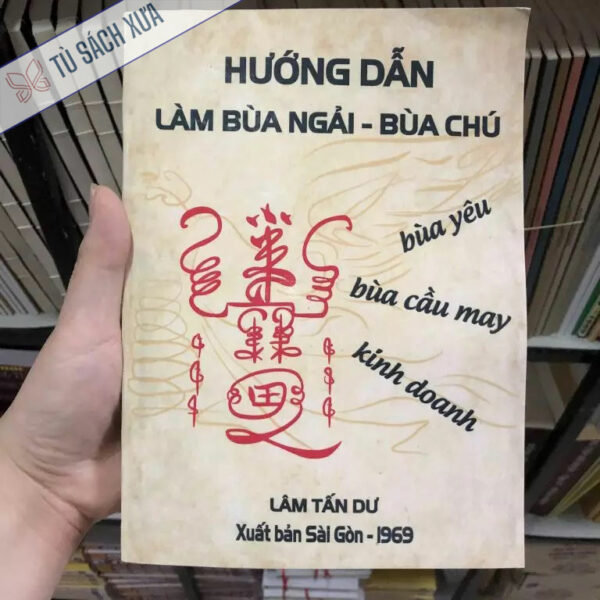 TỦ SÁCH XƯA
HƯỚNG DẪN
LÀM BÙA NGẢI - BÙA CHÚ
bùa yêu
bùa cầu may
kinh doanh
LÂM TẤN DƯ
Xuất bản Sài Gòn - 1969